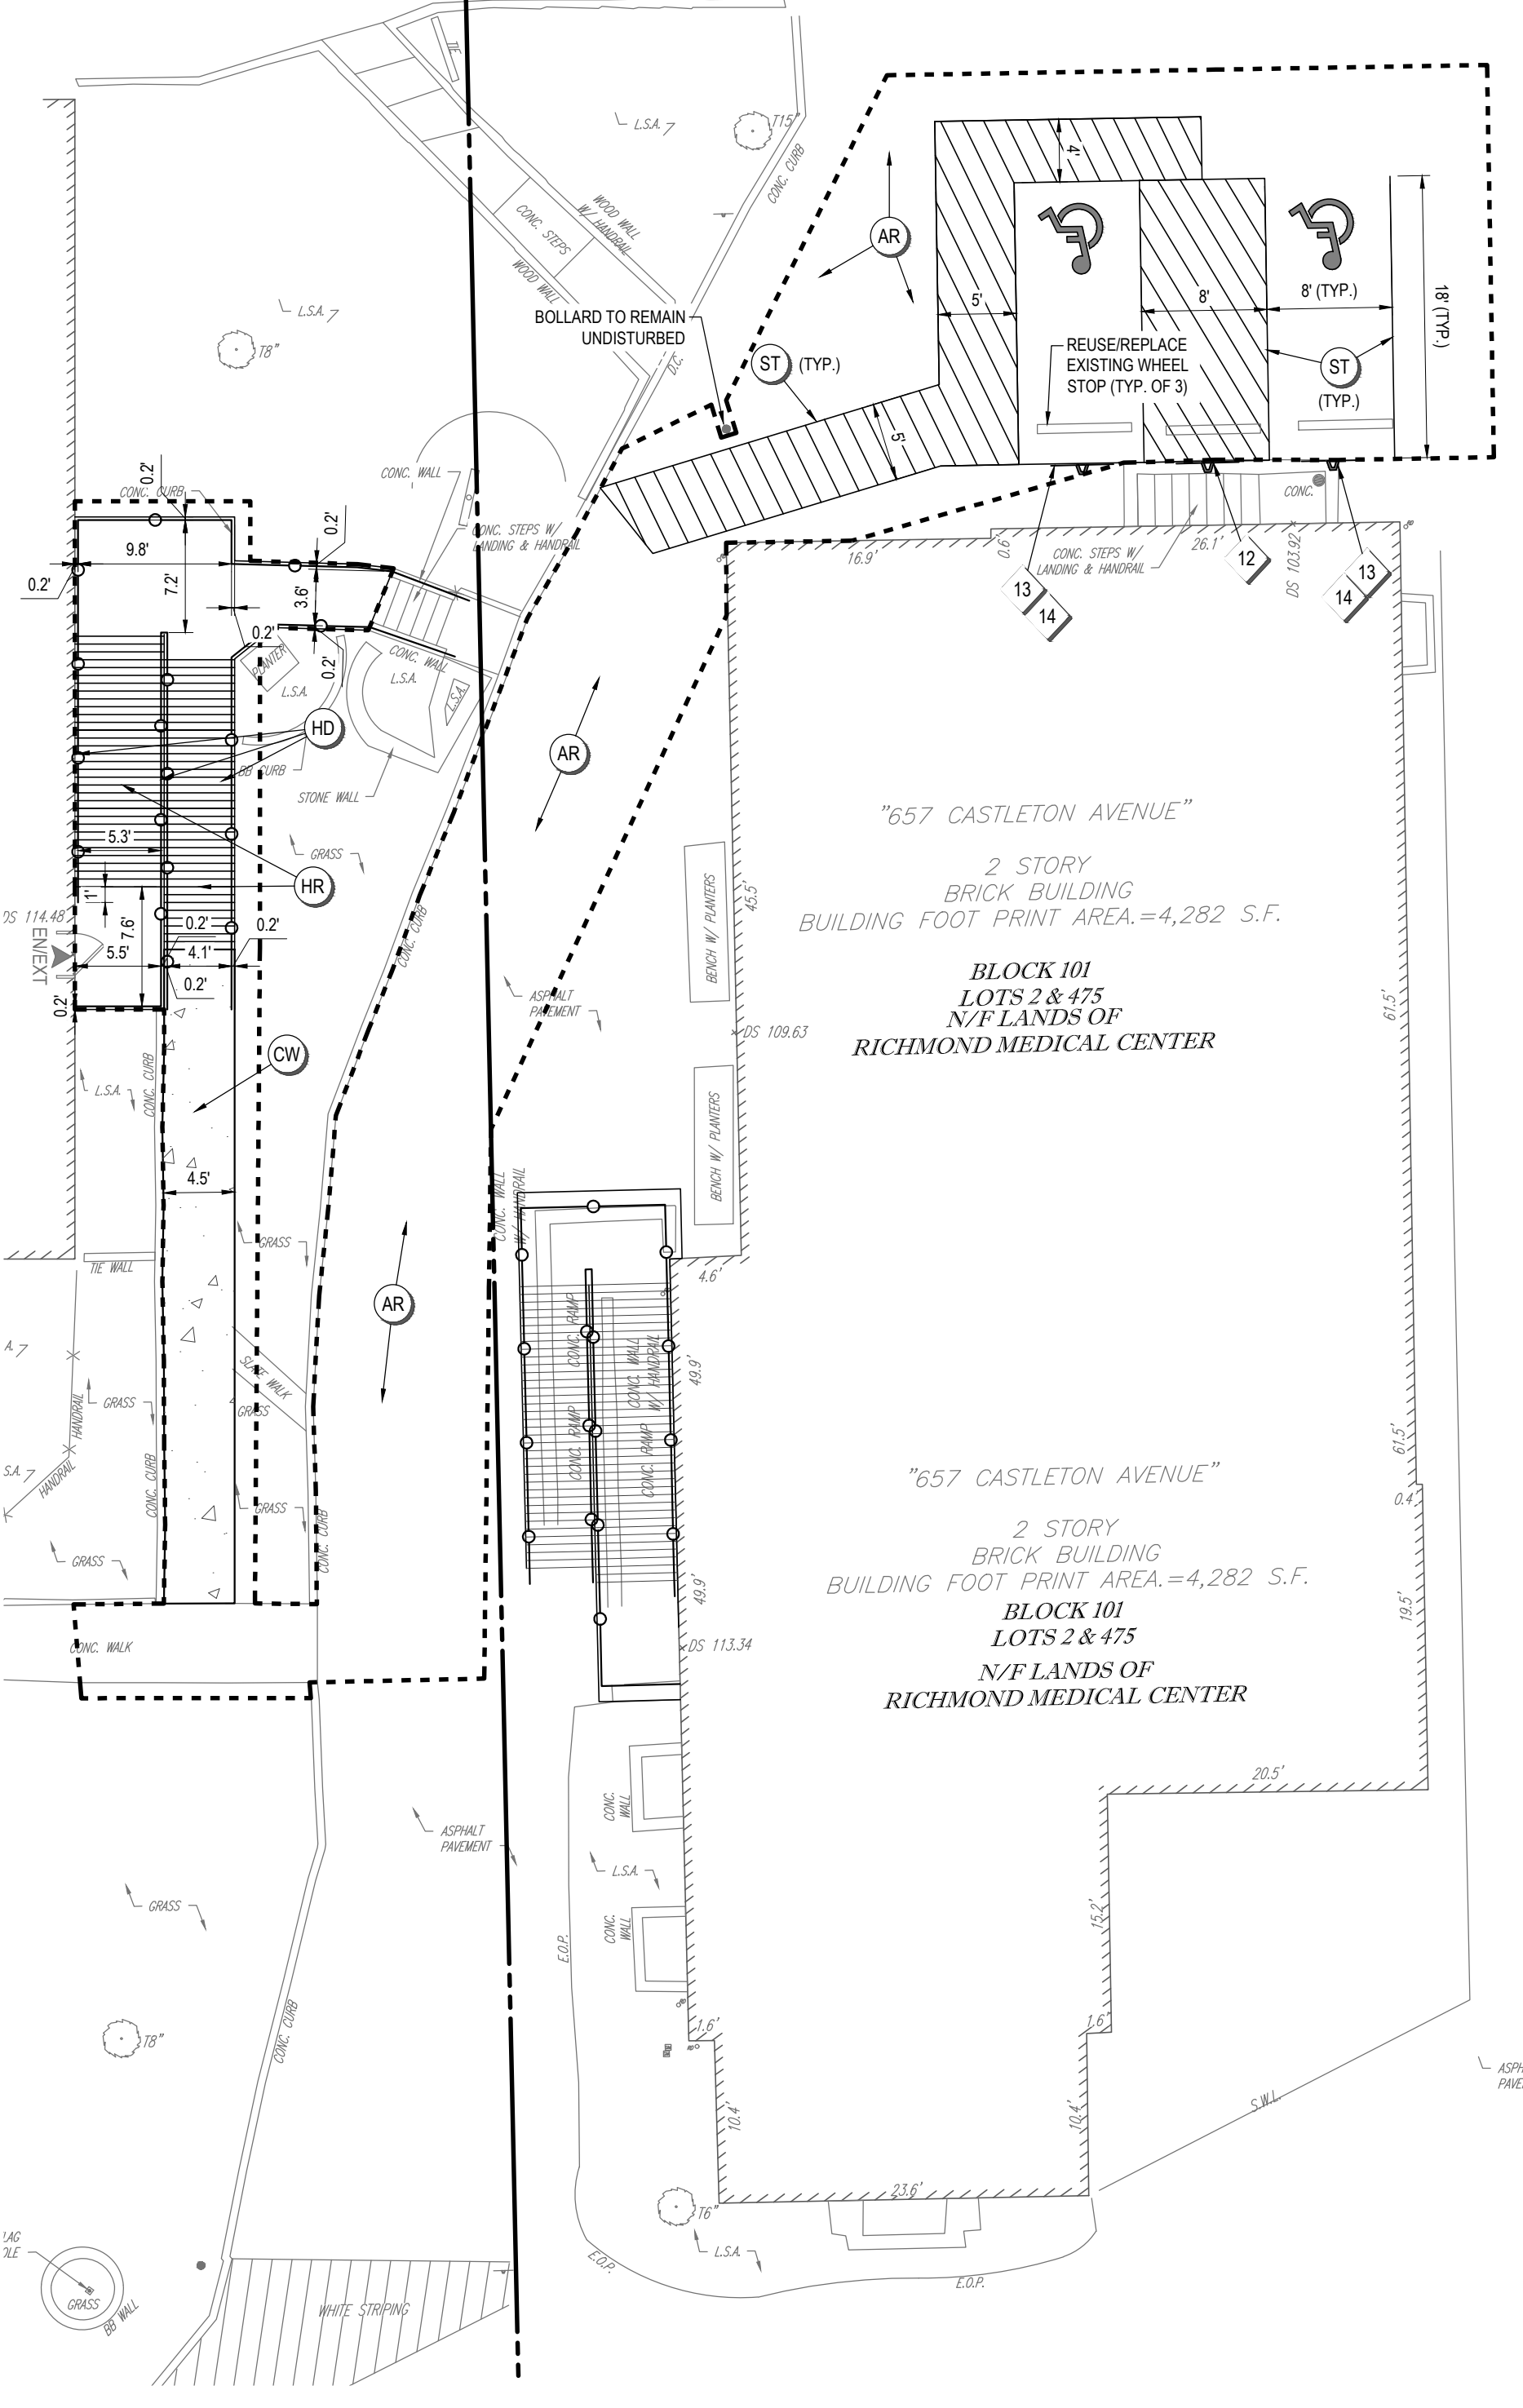 TIE
L.S.A.
T15"
CONC. CURB
4'
WOOD WALL
W/ HANDRAIL
CONC. STEPS
WOOD WALL
AR
L.S.A.
T8"
BOLLARD TO REMAIN
UNDISTURBED
D.C.
ST
(TYP.)
5'
8'
8' (TYP.)
18' (TYP.)
REUSE/REPLACE
EXISTING WHEEL
STOP (TYP. OF 3)
ST
(TYP.)
5'
CONC. WALL
CONC. STEPS W/
LANDING & HANDRAIL
0.2'
CONC. CURB
0.2'
9.8'
7.2'
0.2'
3.6'
0.2'
0.2'
PLANTER
L.S.A.
CONC. WALL
L.S.A.
L.S.A.
CONC.
16.9'
0.6'
CONC. STEPS W/
LANDING & HANDRAIL
26.1'
DS 103.92
12
13
14
13
14
HD
BB CURB
STONE WALL
AR
GRASS
5.3'
HR
1'
7.6'
DS 114.48
EN/EXT
5.5'
0.2'
4.1'
0.2'
0.2'
0.2'
CONC. CURB
"657 CASTLETON AVENUE"
2 STORY
BRICK BUILDING
BUILDING FOOT PRINT AREA.=4,282 S.F.
BLOCK 101
LOTS 2 & 475
N/F LANDS OF
RICHMOND MEDICAL CENTER
BENCH W/ PLANTERS
45.5'
61.5'
ASPHALT
PAVEMENT
DS 109.63
CW
CONC. CURB
L.S.A.
4.5'
BENCH W/ PLANTERS
CONC. WALL
W/ HANDRAIL
GRASS
TIE WALL
4.6'
AR
CONC. RAMP
CONC. WALL
W/ HANDRAIL
49.9'
A.
SLATE WALK
GRASS
GRASS
HANDRAIL
CONC. RAMP
CONC. RAMP
S.A.
HANDRAIL
CONC. CURB
GRASS
CONC. CURB
GRASS
"657 CASTLETON AVENUE"
2 STORY
BRICK BUILDING
BUILDING FOOT PRINT AREA.=4,282 S.F.
BLOCK 101
LOTS 2 & 475
N/F LANDS OF
RICHMOND MEDICAL CENTER
61.5'
0.4'
19.5'
49.9'
DS 113.34
CONC. WALK
20.5'
CONC.
WALL
ASPHALT
PAVEMENT
L.S.A.
GRASS
CONC.
WALL
E.O.P.
15.2'
1.6'
1.6'
CONC. CURB
T8"
10.4'
10.4'
S.W.L.
ASPH
PAVE
23.6'
T6"
L.S.A.
E.O.P.
E.O.P.
GRASS
BB WALL
WHITE STRIPING